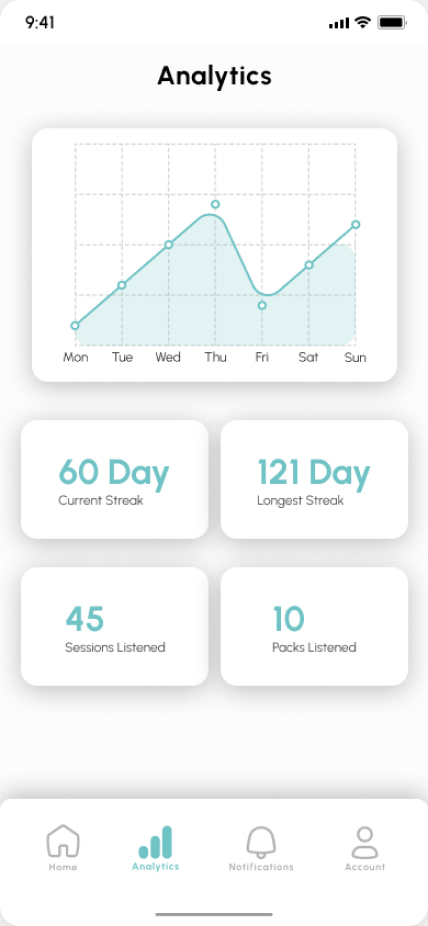 9:41
Analytics
Mon Tue Wed Thu Fri Sat Sun
60 Day 121 Day
Current Streak Longest Streak
45 10
Sessions Listened Packs Listened
Home Analytics Notifications Account